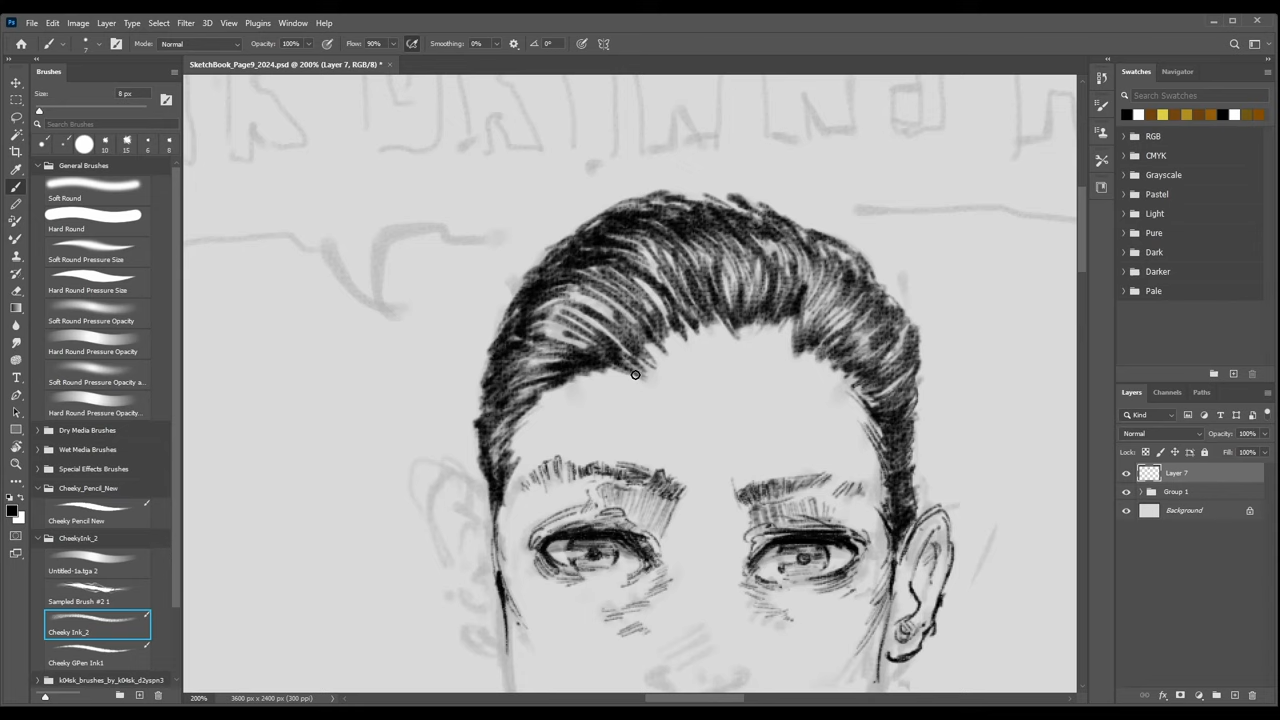 Ps File Edit Image Layer Type Select Filter 3D View Plugins Window Help
7 Mode: Normal Opacity: 100% Flow: 90% Smoothing: 0% 0°
SketchBook_Page9_2024.psd @ 200% (Layer 7, RGB/8) * ×
Brushes
Size: 8 px
Search Brushes
10 15 6 8
General Brushes
Soft Round
Hard Round
Soft Round Pressure Size
Hard Round Pressure Size
Soft Round Pressure Opacity
Hard Round Pressure Opacity
Soft Round Pressure Opacity a...
Hard Round Pressure Opacity...
Dry Media Brushes
Wet Media Brushes
Special Effects Brushes
Cheeky_Pencil_New
Cheeky Pencil New
CheekyInk_2
Untitled-1a.tga 2
Sampled Brush #2 1
Cheeky Ink_2
Cheeky GPen Ink1
k04sk_brushes_by_k04sk_d2yspn3
200% 3600 px x 2400 px (300 ppi)
Swatches Navigator
Search Swatches
RGB
CMYK
Grayscale
Pastel
Light
Pure
Dark
Darker
Pale
Layers Channels Paths
Kind
Normal Opacity: 100%
Lock: Fill: 100%
Layer 7
Group 1
Background
fx